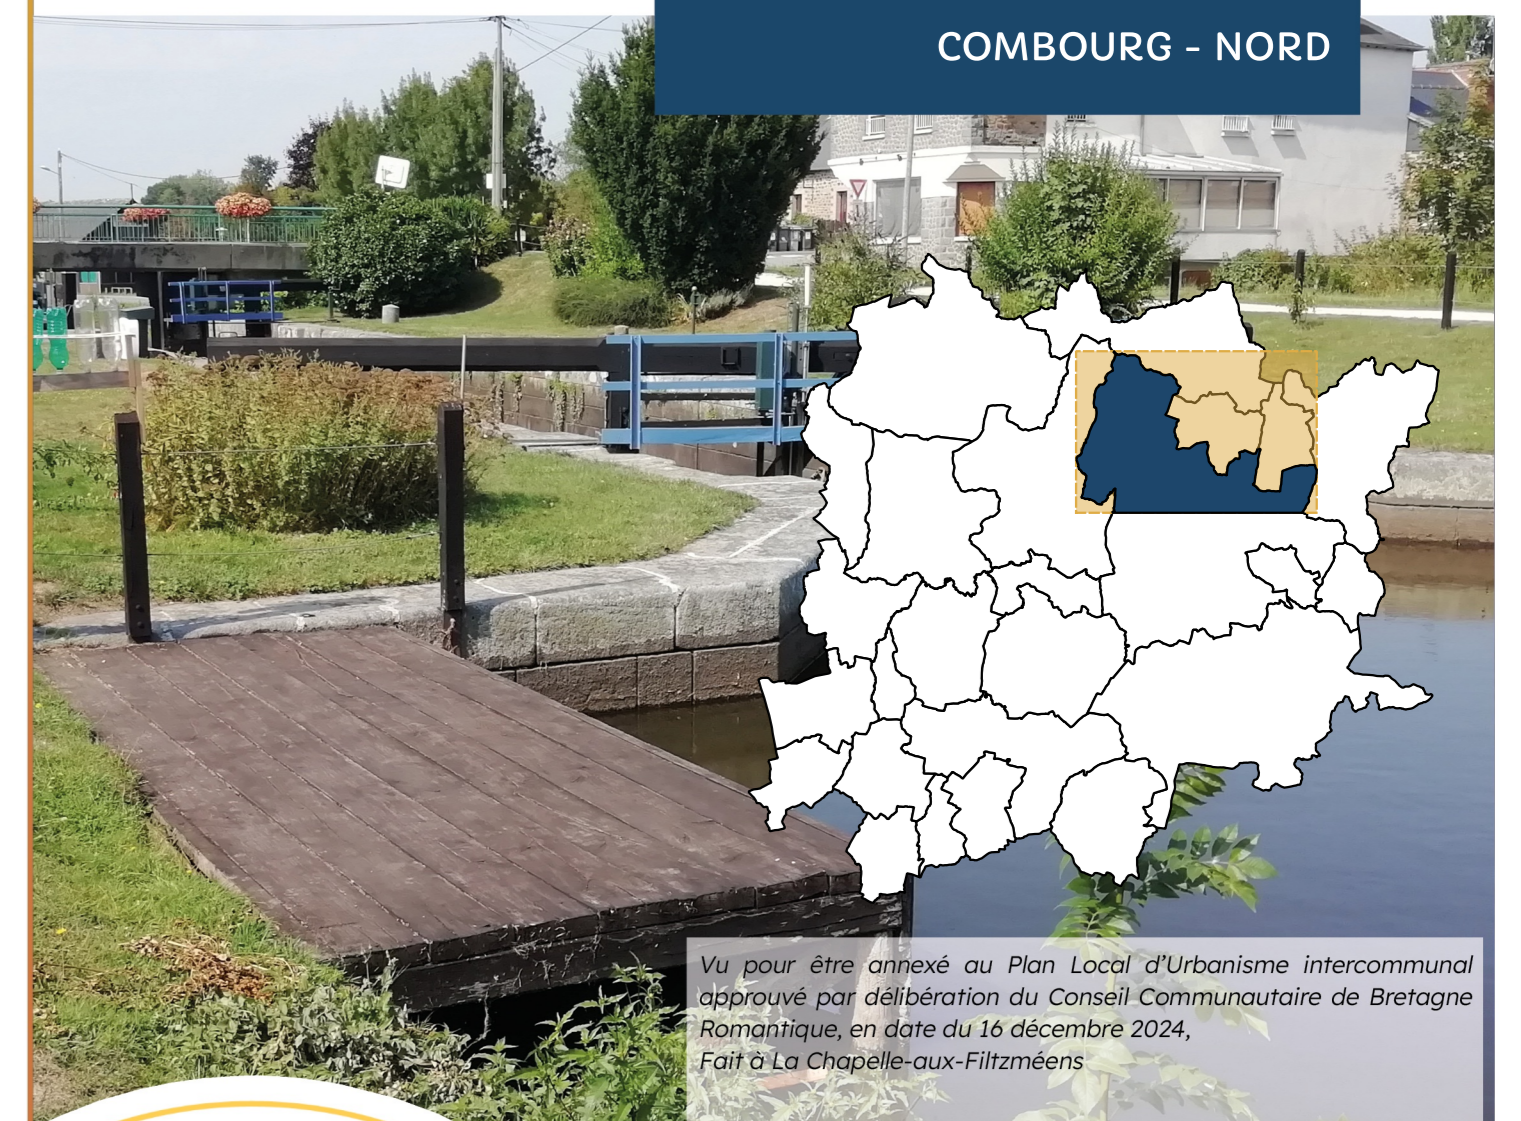 COMBOURG - NORD
Vu pour être annexé au Plan Local d’Urbanisme intercommunal
approuvé par délibération du Conseil Communautaire de Bretagne
Romantique, en date du 16 décembre 2024,
Fait à La Chapelle-aux-Filtzméens